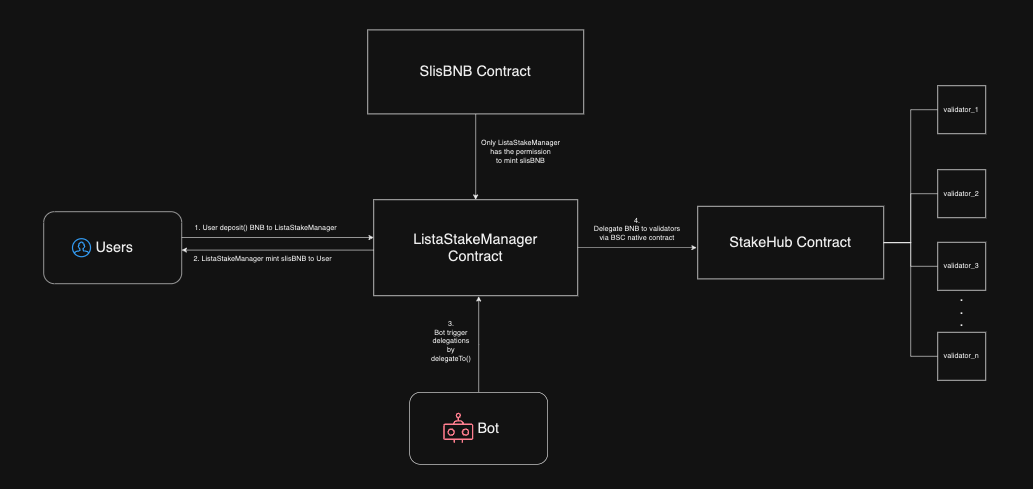 SlisBNB Contract
Only ListaStakeManager
has the permission
to mint slisBNB
Users
1. User deposit() BNB to ListaStakeManager
2. ListaStakeManager mint slisBNB to User
ListaStakeManager
Contract
4.
Delegate BNB to validators
via BSC native contract
StakeHub Contract
validator_1
validator_2
validator_3
.
.
.
validator_n
3.
Bot trigger
delegations
by
delegateTo()
Bot